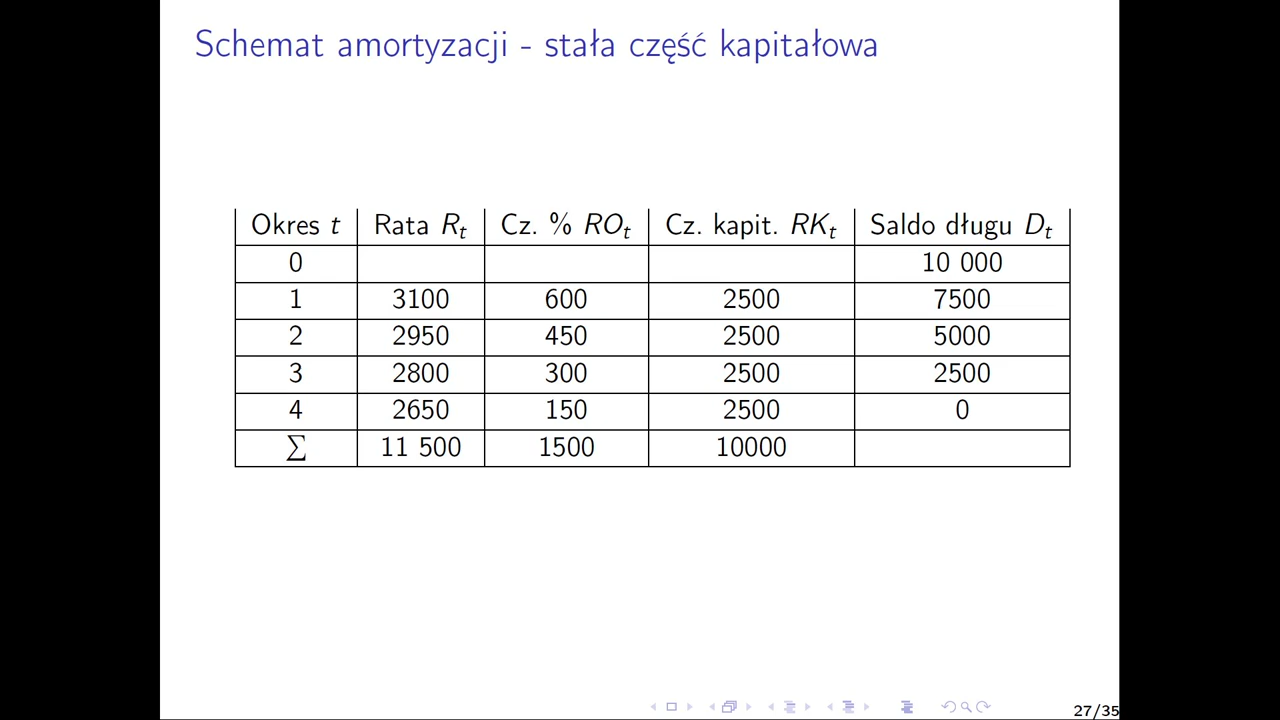 Schemat amortyzacji - stała część kapitałowa
Okres t Rata R_t Cz. % RO_t Cz. kapit. RK_t Saldo długu D_t
0 10 000
1 3100 600 2500 7500
2 2950 450 2500 5000
3 2800 300 2500 2500
4 2650 150 2500 0
∑ 11 500 1500 10000
27/35